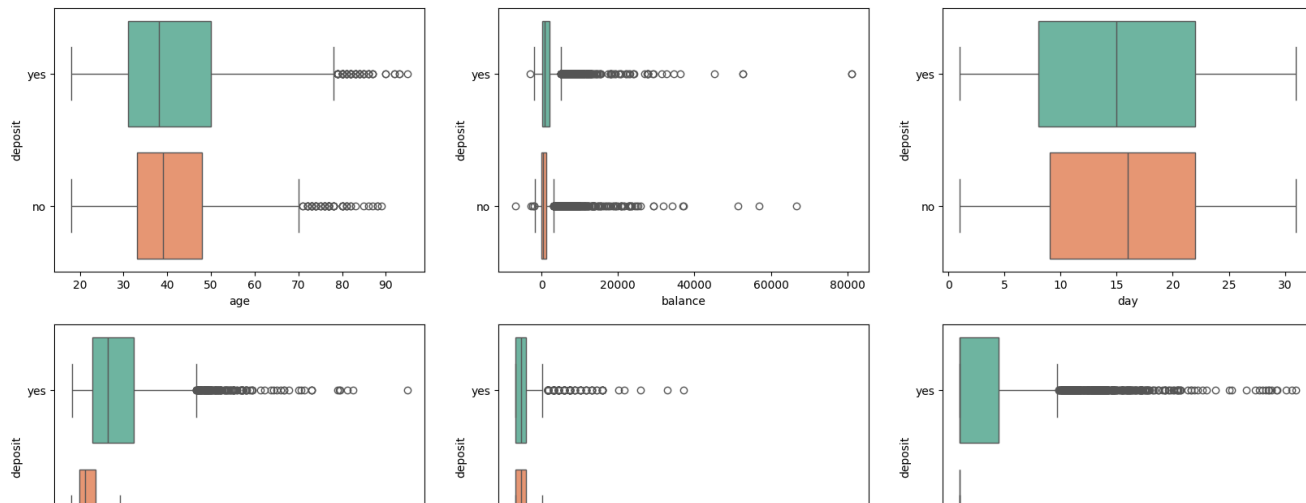 yes
no
deposit
20 30 40 50 60 70 80 90
age
yes
no
deposit
0 20000 40000 60000 80000
balance
yes
no
deposit
0 5 10 15 20 25 30
day
yes
deposit
yes
deposit
yes
deposit